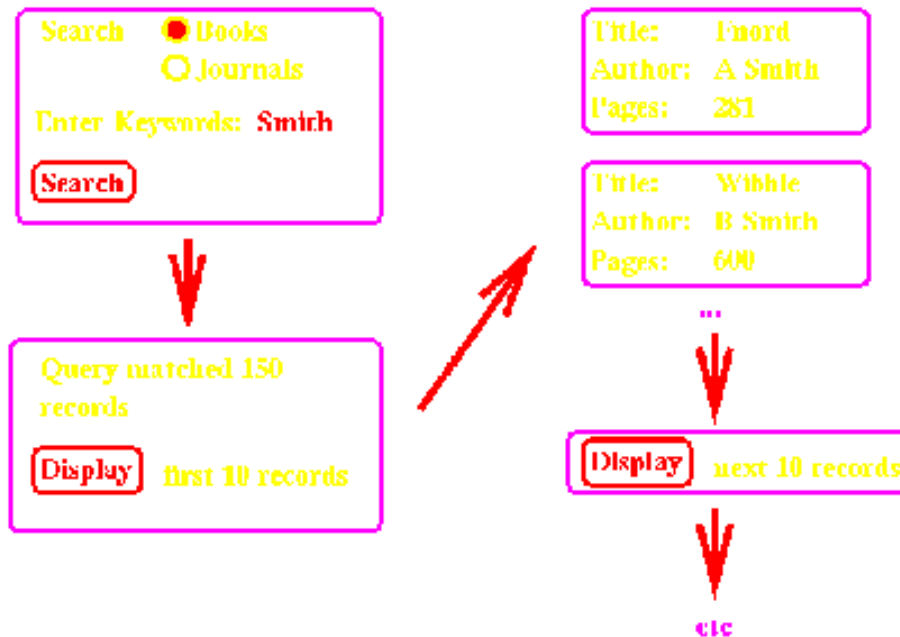 Search Books
Journals
Enter Keywords: Smith
Search
Query matched 150
records
Display first 10 records
Title: Fnord
Author: A Smith
Pages: 281
Title: Wibble
Author: B Smith
Pages: 600
...
Display next 10 records
etc